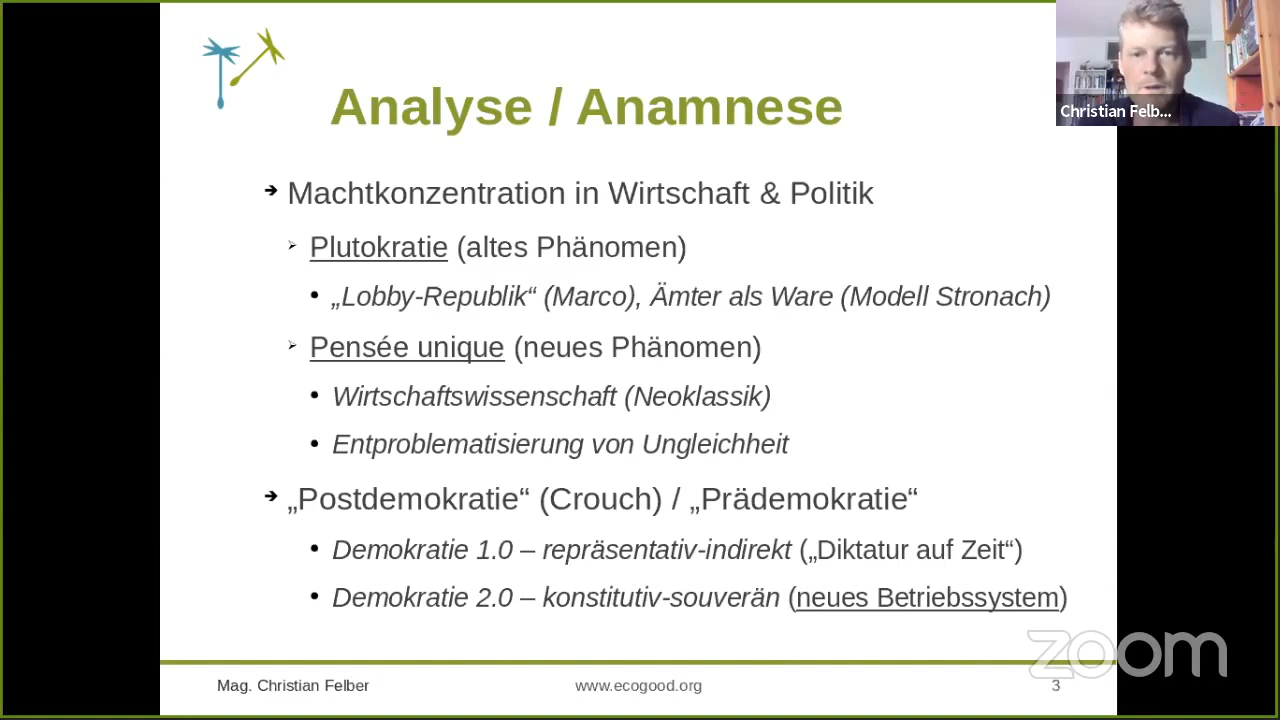 Analyse / Anamnese
Christian Felb...
Machtkonzentration in Wirtschaft & Politik
Plutokratie (altes Phänomen)
„Lobby-Republik“ (Marco), Ämter als Ware (Modell Stronach)
Pensée unique (neues Phänomen)
Wirtschaftswissenschaft (Neoklassik)
Entproblematisierung von Ungleichheit
„Postdemokratie“ (Crouch) / „Prädemokratie“
Demokratie 1.0 – repräsentativ-indirekt („Diktatur auf Zeit“)
Demokratie 2.0 – konstitutiv-souverän (neues Betriebssystem)
zoom
Mag. Christian Felber www.ecogood.org 3